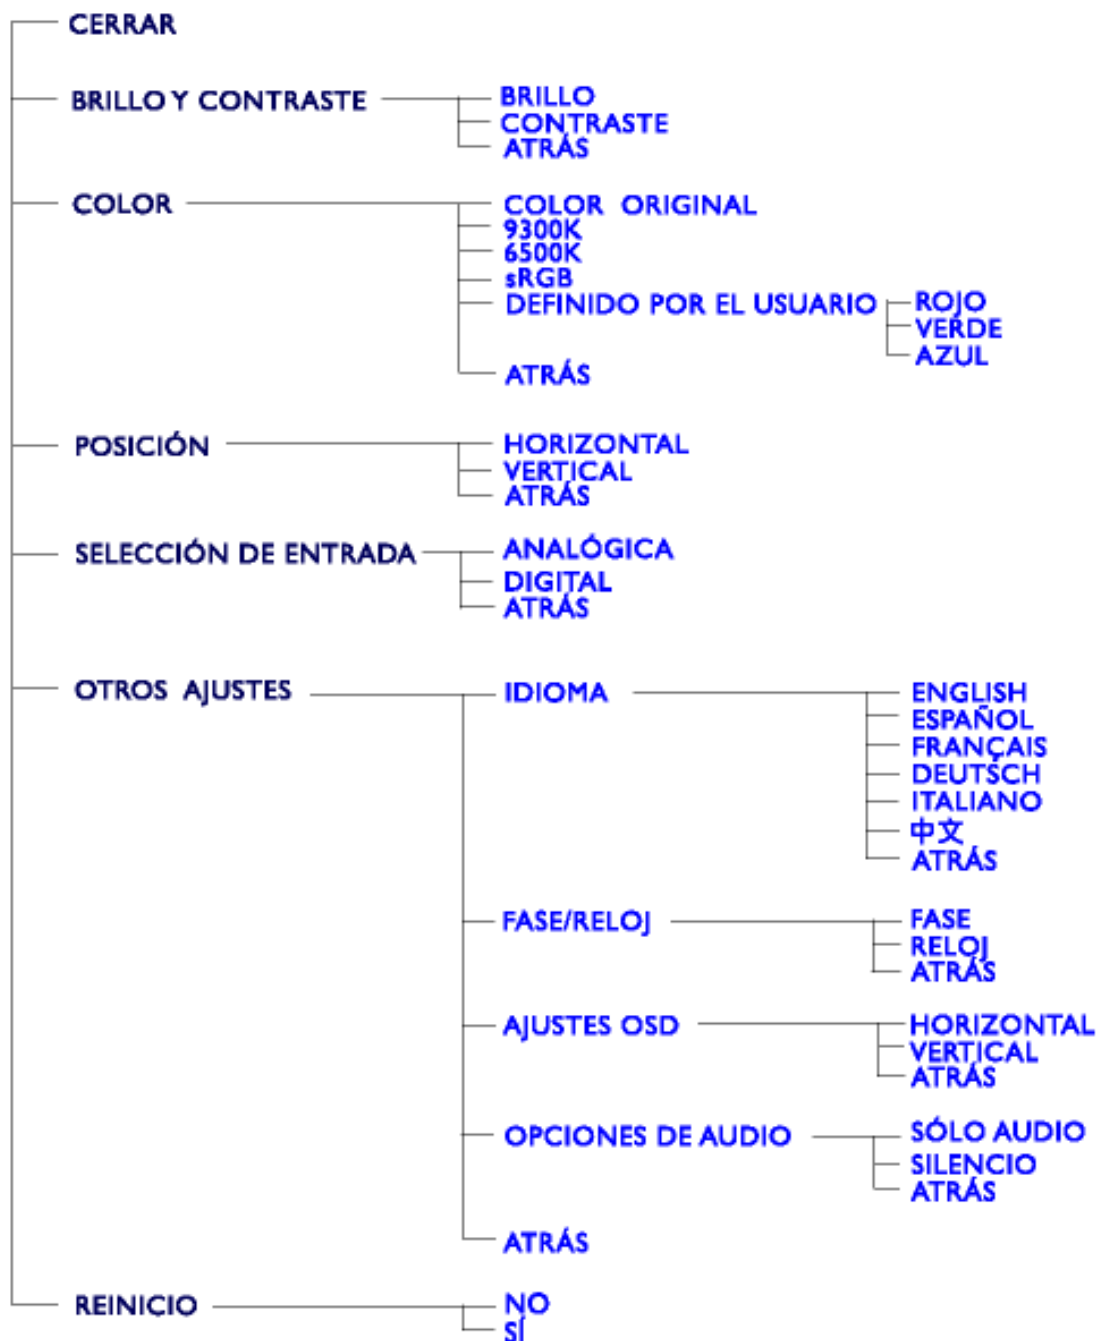 CERRAR
BRILLO Y CONTRASTE
BRILLO
CONTRASTE
ATRÁS
COLOR
COLOR ORIGINAL
9300K
6500K
sRGB
DEFINIDO POR EL USUARIO
ROJO
VERDE
AZUL
ATRÁS
POSICIÓN
HORIZONTAL
VERTICAL
ATRÁS
SELECCIÓN DE ENTRADA
ANALÓGICA
DIGITAL
ATRÁS
OTROS AJUSTES
IDIOMA
ENGLISH
ESPAÑOL
FRANÇAIS
DEUTSCH
ITALIANO
中文
ATRÁS
FASE/RELOJ
FASE
RELOJ
ATRÁS
AJUSTES OSD
HORIZONTAL
VERTICAL
ATRÁS
OPCIONES DE AUDIO
SÓLO AUDIO
SILENCIO
ATRÁS
ATRÁS
REINICIO
NO
SÍ